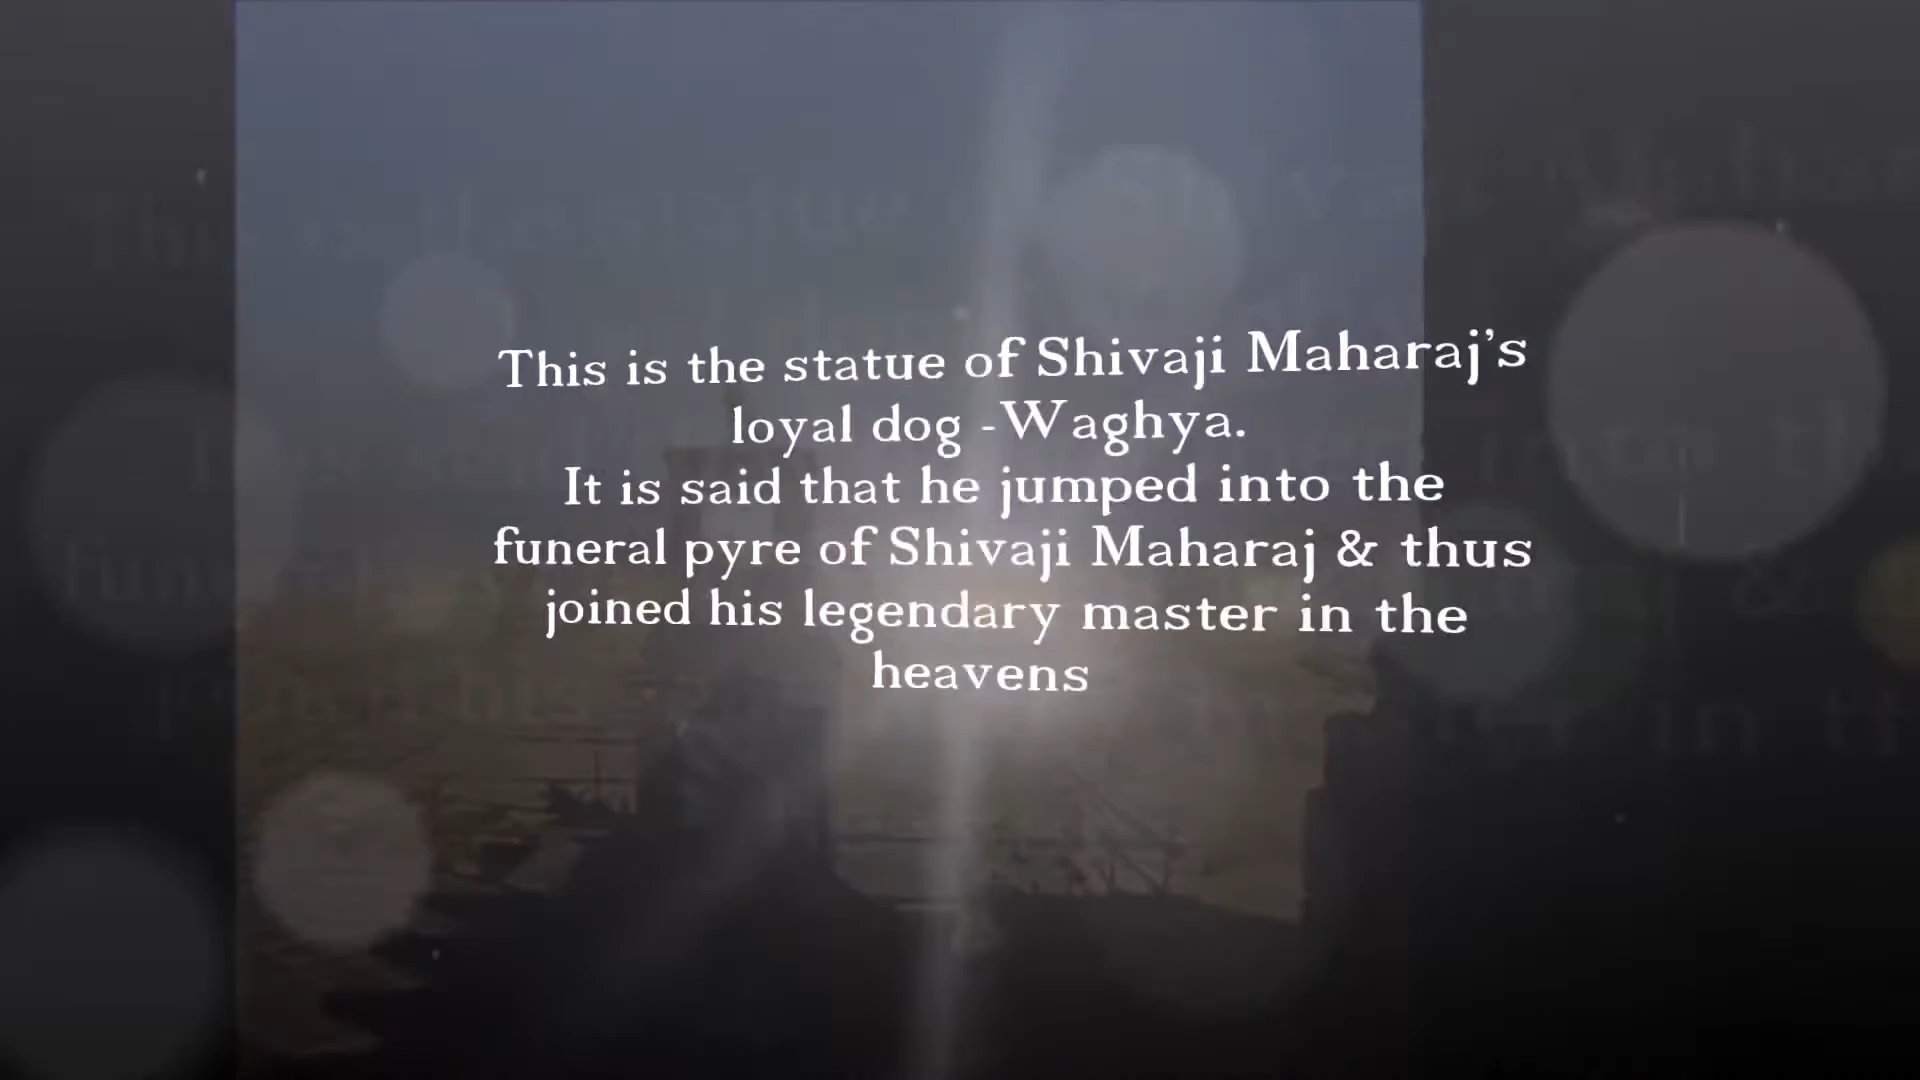 This is the statue of Shivaji Maharaj's
loyal dog -Waghya.
It is said that he jumped into the
funeral pyre of Shivaji Maharaj & thus
joined his legendary master in the
heavens